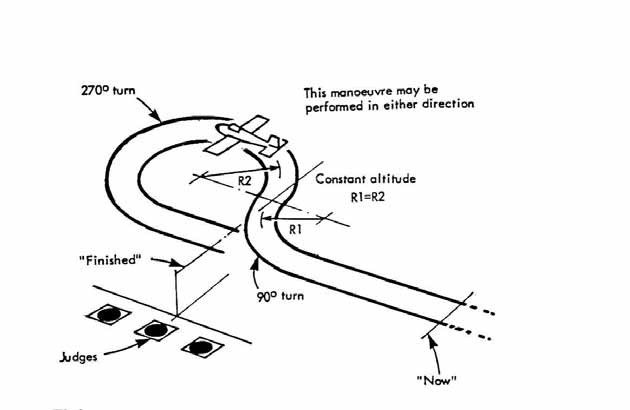 270° turn
This manoeuvre may be
performed in either direction
R2
Constant altitude
R1=R2
R1
"Finished"
90° turn
Judges
"Now"